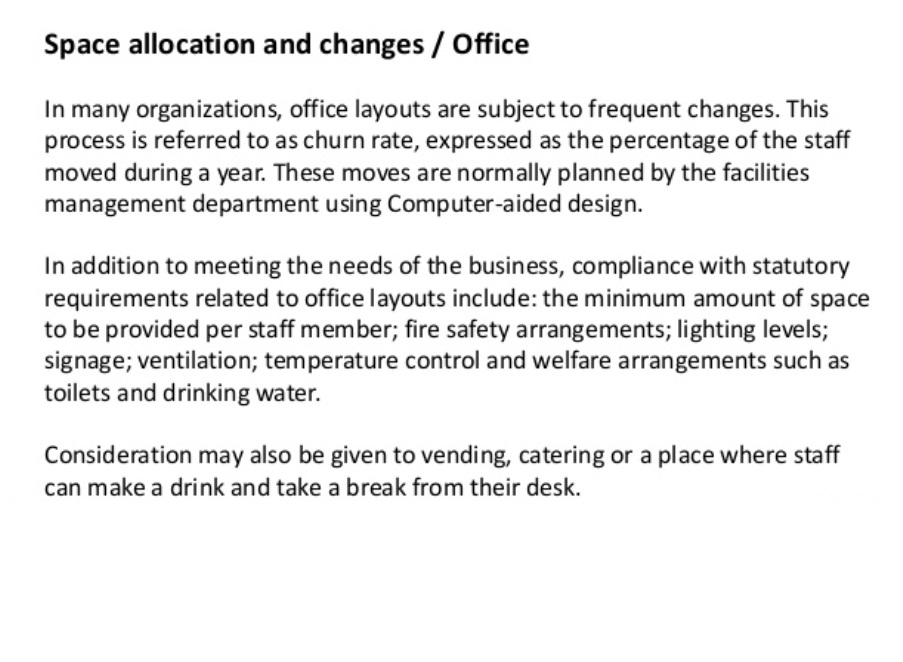 Space allocation and changes / Office
In many organizations, office layouts are subject to frequent changes. This
process is referred to as churn rate, expressed as the percentage of the staff
moved during a year. These moves are normally planned by the facilities
management department using Computer-aided design.
In addition to meeting the needs of the business, compliance with statutory
requirements related to office layouts include: the minimum amount of space
to be provided per staff member; fire safety arrangements; lighting levels;
signage; ventilation; temperature control and welfare arrangements such as
toilets and drinking water.
Consideration may also be given to vending, catering or a place where staff
can make a drink and take a break from their desk.